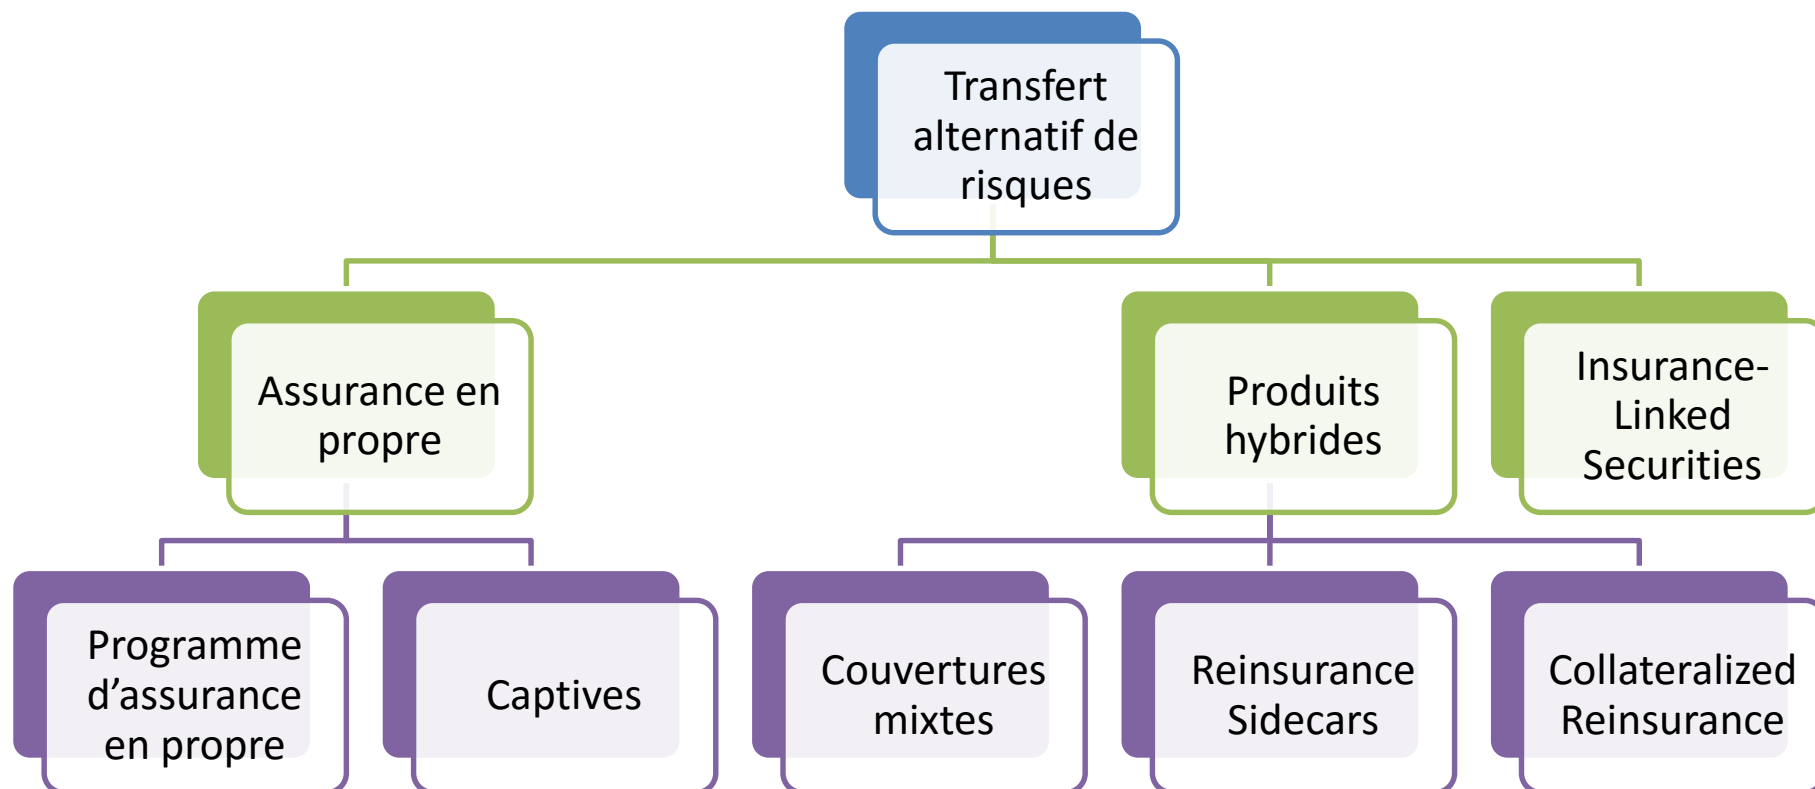 Transfert
alternatif de
risques
Assurance en
propre
Produits
hybrides
Insurance-
Linked
Securities
Programme
d’assurance
en propre
Captives
Couvertures
mixtes
Reinsurance
Sidecars
Collateralized
Reinsurance